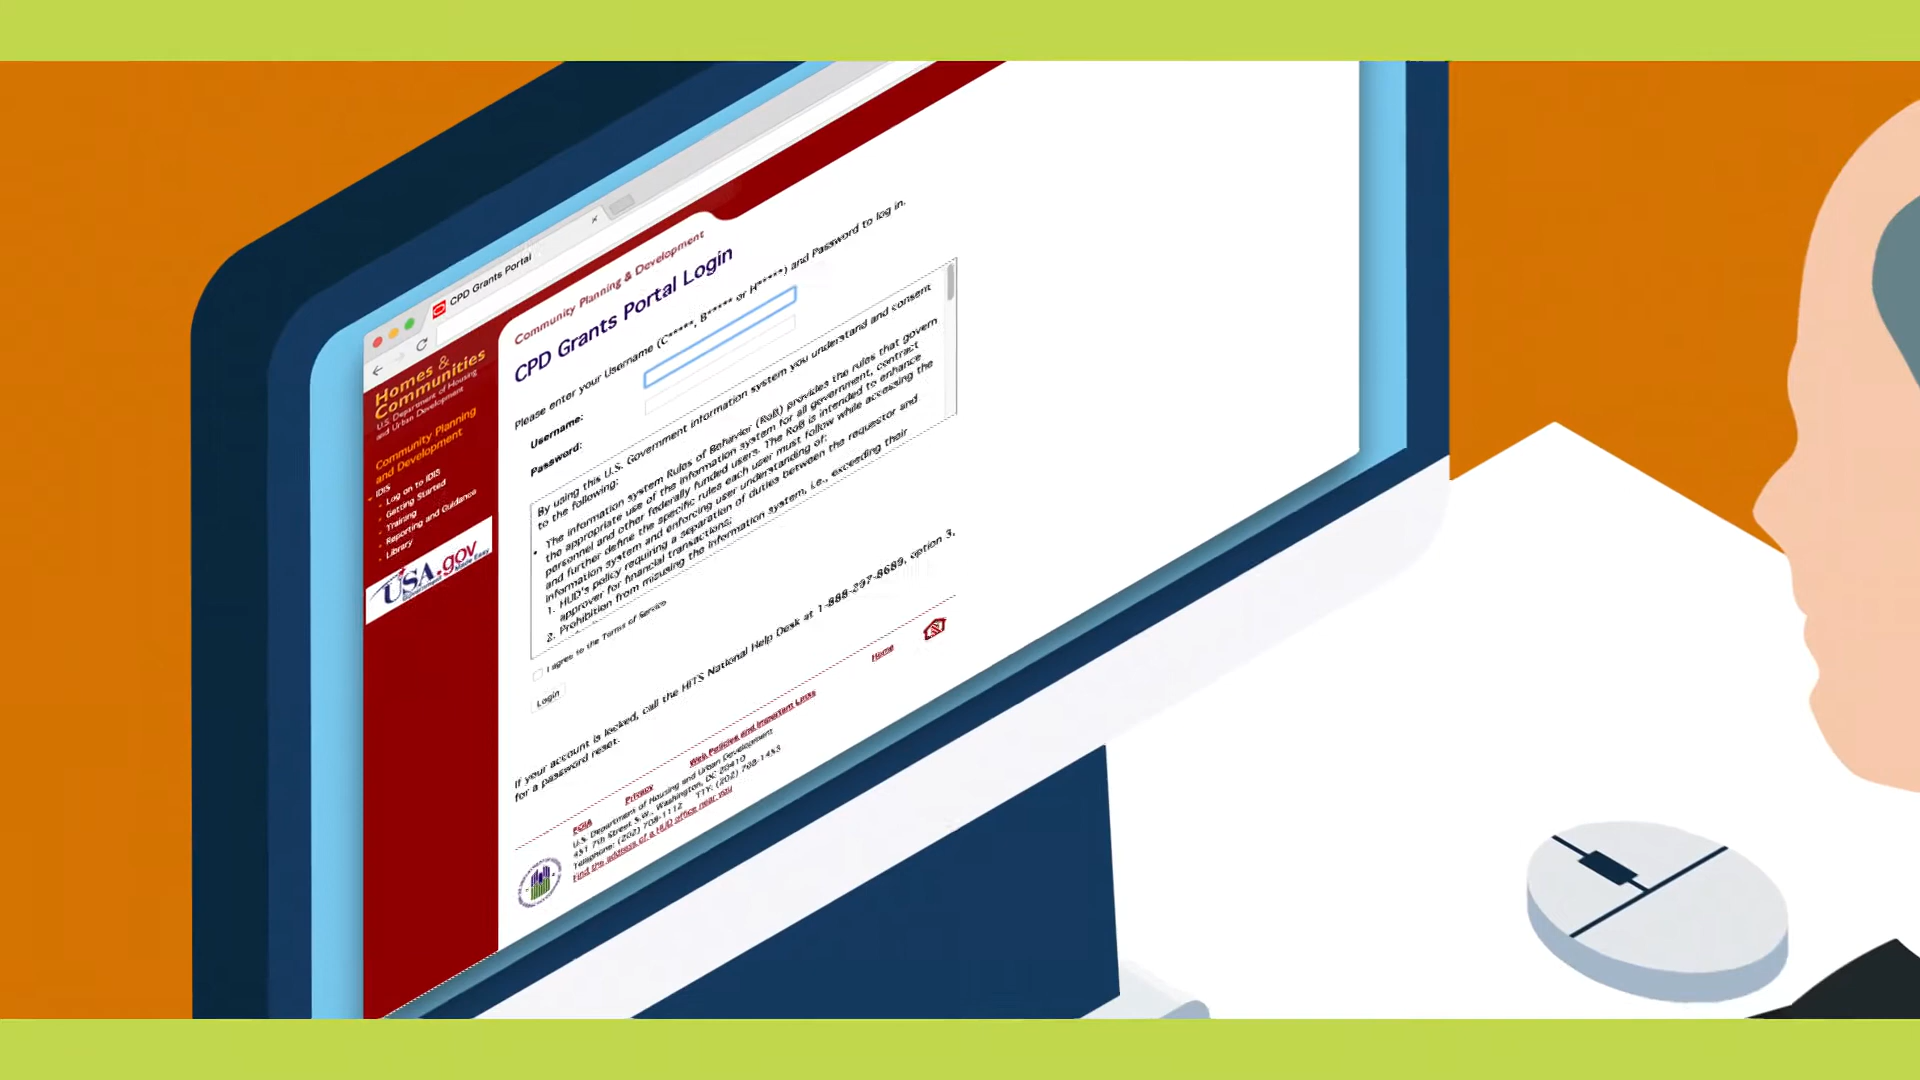 CPD Grants Portal
Homes &
Communities
U.S. Department of Housing
and Urban Development
Community Planning
and Development
IDIS
Log on to IDIS
Getting Started
Training
Reporting and Guidance
Library
USA.gov
Government Made Easy
Community Planning & Development
CPD Grants Portal Login
Please enter your Username (C*****, B***** or H*****) and Password to log in.
Username:
Password:
By using this U.S. Government information system you understand and consent
to the following:
• The information system Rules of Behavior (RoB) provides the rules that govern
the appropriate use of the information system for all government, contract
personnel and other federally funded users. The RoB is intended to enhance
and further define the specific rules each user must follow while accessing the
information system and enforcing user understanding of:
1. HUD's policy requiring a separation of duties between the requestor and
approver for financial transactions;
2. Prohibition from misusing the information system, i.e., exceeding their
I agree to the Terms of Service
Login
If your account is locked, call the HITS National Help Desk at 1-888-297-8689, option 3,
for a password reset.
FOIA
Privacy
Web Policies and Important Links
Home
U.S. Department of Housing and Urban Development
451 7th Street S.W., Washington, DC 20410
Telephone: (202) 708-1112 TTY: (202) 708-1455
Find the address of a HUD office near you